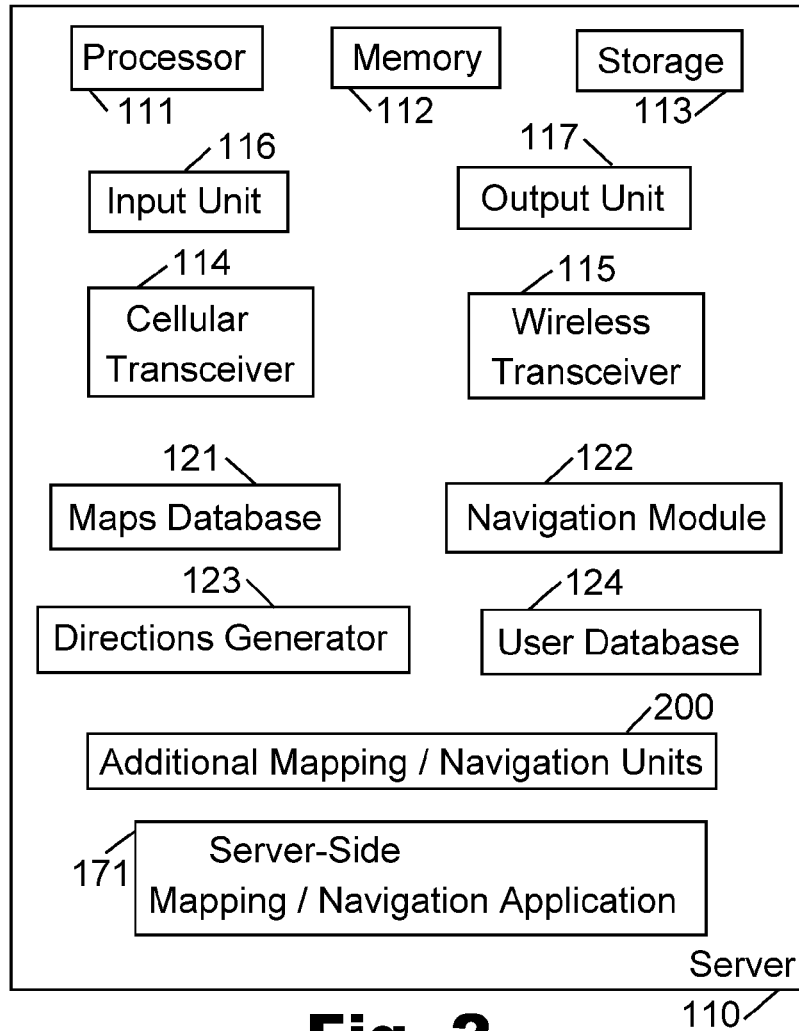 Processor
Memory
Storage
111
112
113
116
117
Input Unit
Output Unit
114
115
Cellular
Transceiver
Wireless
Transceiver
121
122
Maps Database
Navigation Module
123
124
Directions Generator
User Database
200
Additional Mapping / Navigation Units
171
Server-Side
Mapping / Navigation Application
Server
110
Fig.